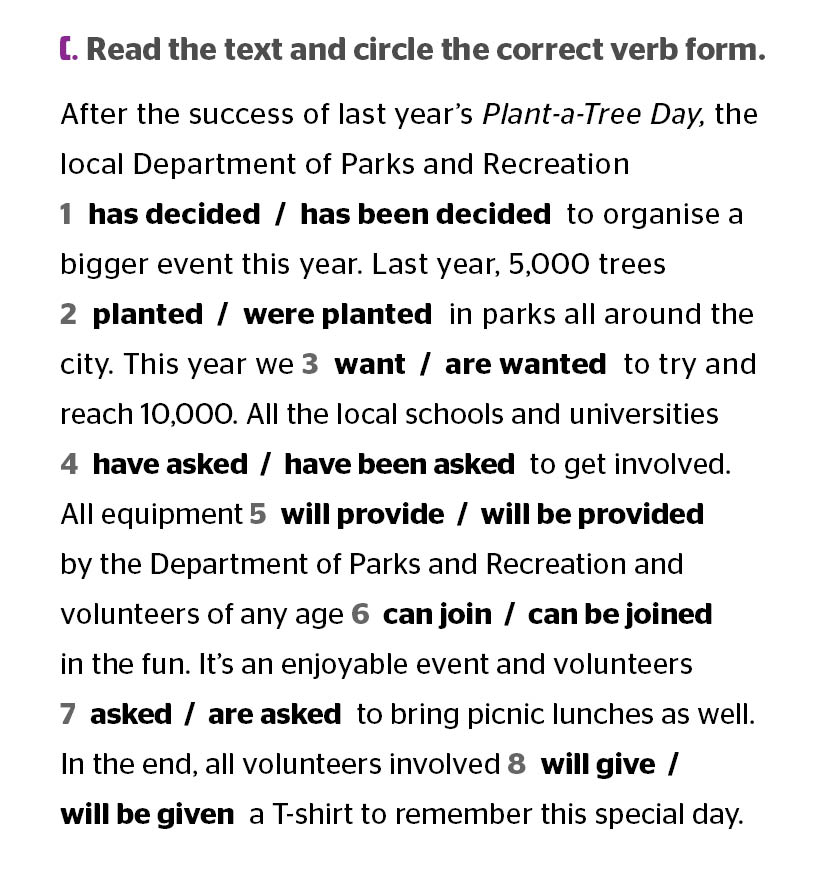 C. Read the text and circle the correct verb form.
After the success of last year's Plant-a-Tree Day, the
local Department of Parks and Recreation
1 has decided / has been decided to organise a
bigger event this year. Last year, 5,000 trees
2 planted / were planted in parks all around the
city. This year we 3 want / are wanted to try and
reach 10,000. All the local schools and universities
4 have asked / have been asked to get involved.
All equipment 5 will provide / will be provided
by the Department of Parks and Recreation and
volunteers of any age 6 can join / can be joined
in the fun. It's an enjoyable event and volunteers
7 asked / are asked to bring picnic lunches as well.
In the end, all volunteers involved 8 will give /
will be given a T-shirt to remember this special day.